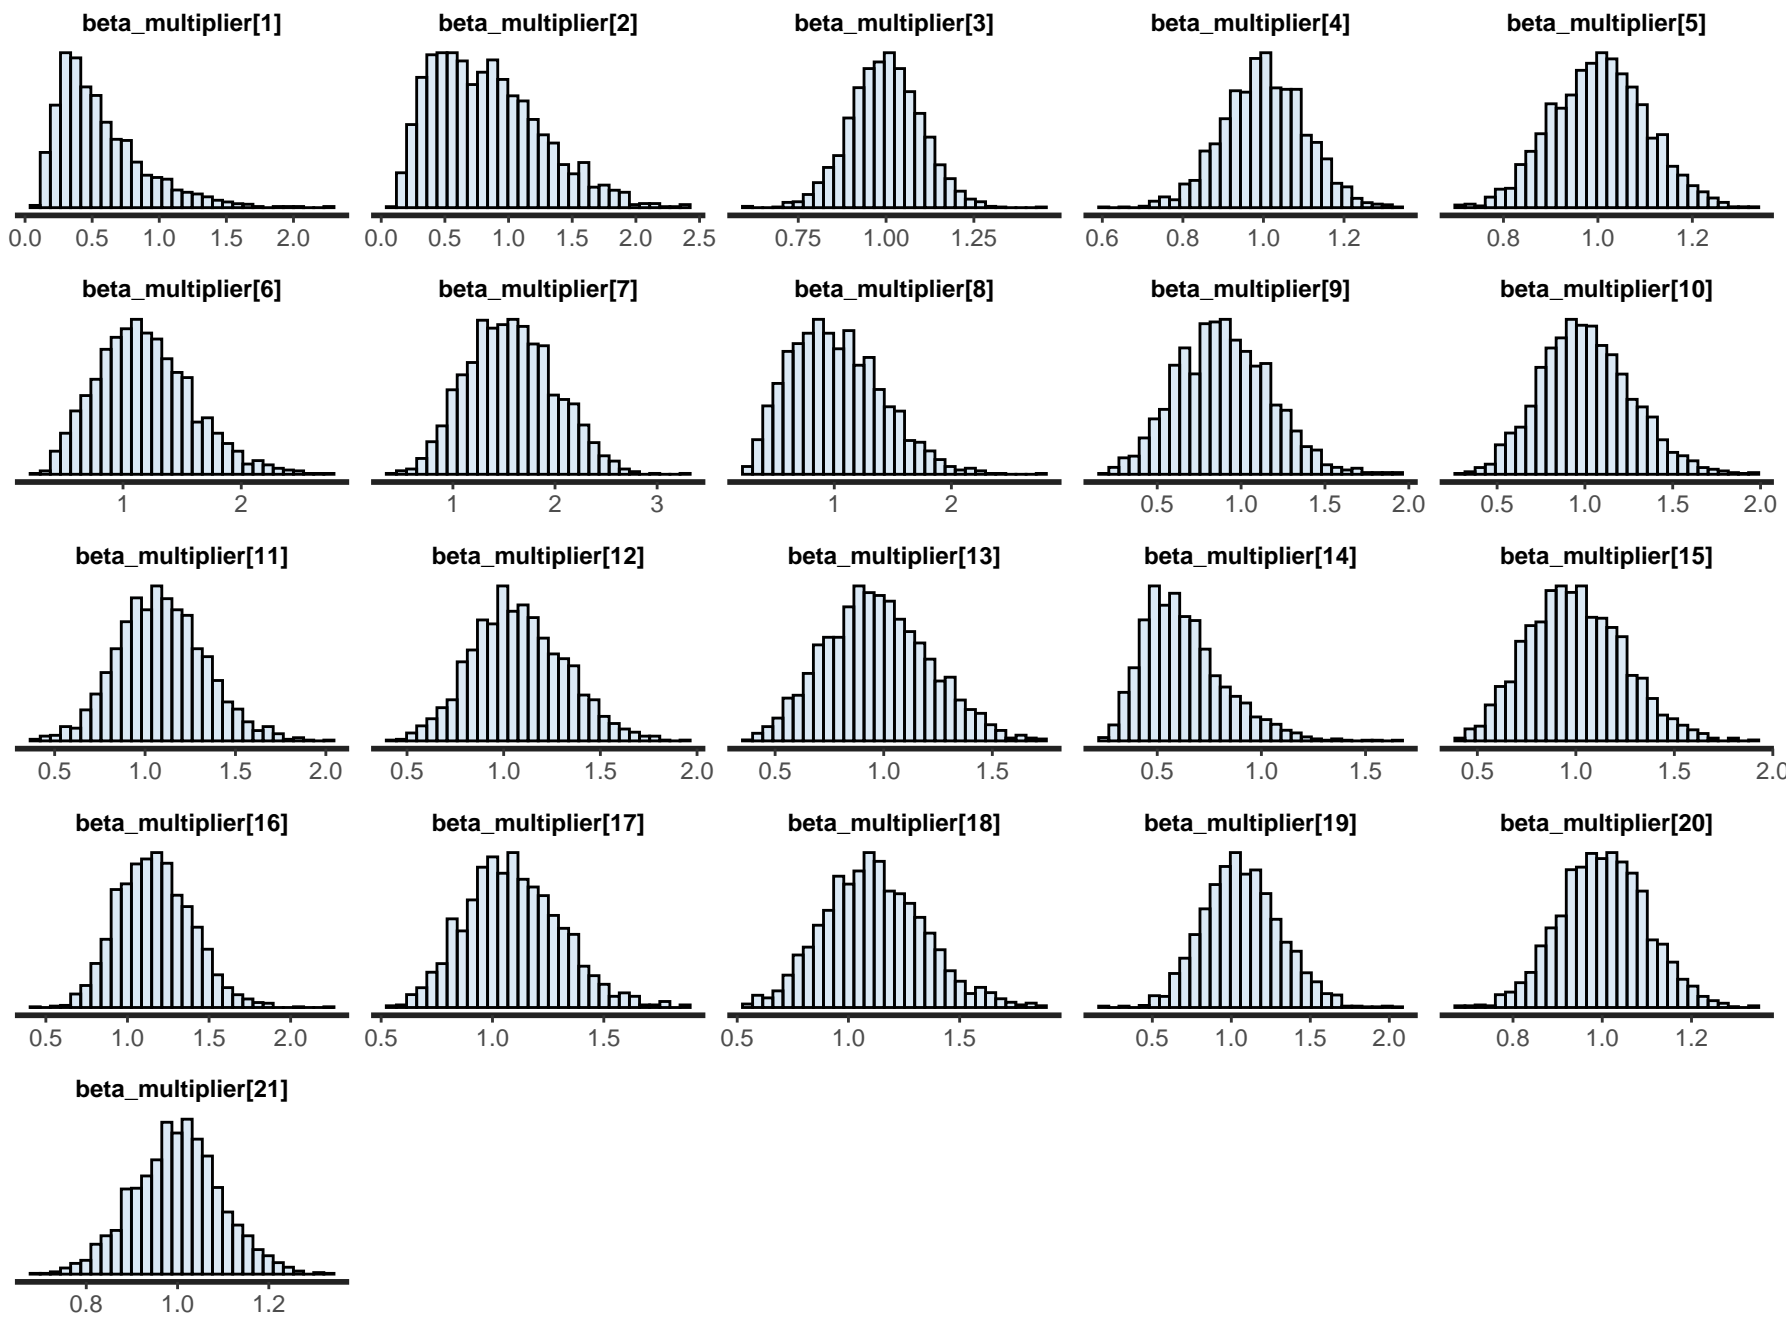 beta_multiplier[1] beta_multiplier[2] beta_multiplier[3] beta_multiplier[4] beta_multiplier[5]
0.0 0.5 1.0 1.5 2.0 0.0 0.5 1.0 1.5 2.0 2.5 0.75 1.00 1.25 0.6 0.8 1.0 1.2 0.8 1.0 1.2
beta_multiplier[6] beta_multiplier[7] beta_multiplier[8] beta_multiplier[9] beta_multiplier[10]
1 2 1 2 3 1 2 0.5 1.0 1.5 2.0 0.5 1.0 1.5 2.0
beta_multiplier[11] beta_multiplier[12] beta_multiplier[13] beta_multiplier[14] beta_multiplier[15]
0.5 1.0 1.5 2.0 0.5 1.0 1.5 2.0 0.5 1.0 1.5 0.5 1.0 1.5 0.5 1.0 1.5 2.0
beta_multiplier[16] beta_multiplier[17] beta_multiplier[18] beta_multiplier[19] beta_multiplier[20]
0.5 1.0 1.5 2.0 0.5 1.0 1.5 0.5 1.0 1.5 0.5 1.0 1.5 2.0 0.8 1.0 1.2
beta_multiplier[21]
0.8 1.0 1.2